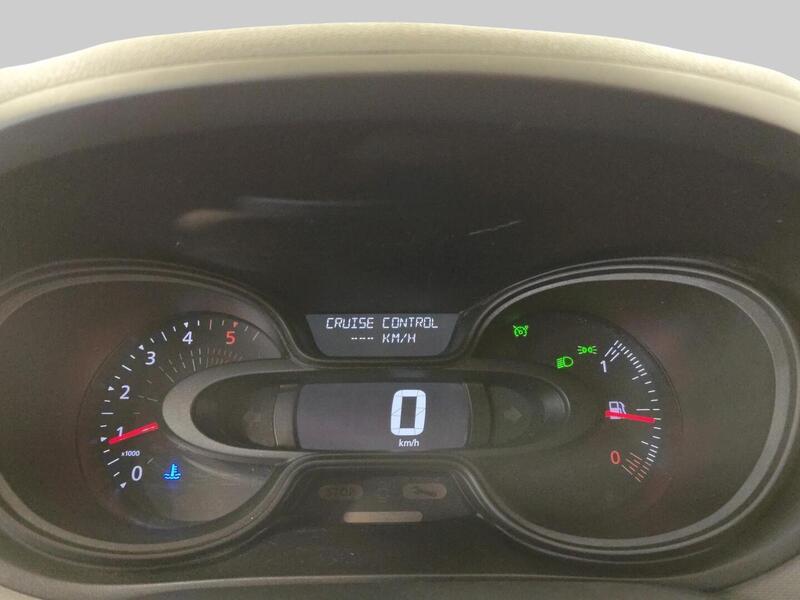 CRUISE CONTROL
---- KM/H
0
km/h
0
1
2
3
4
5
x1000
1
0
STOP